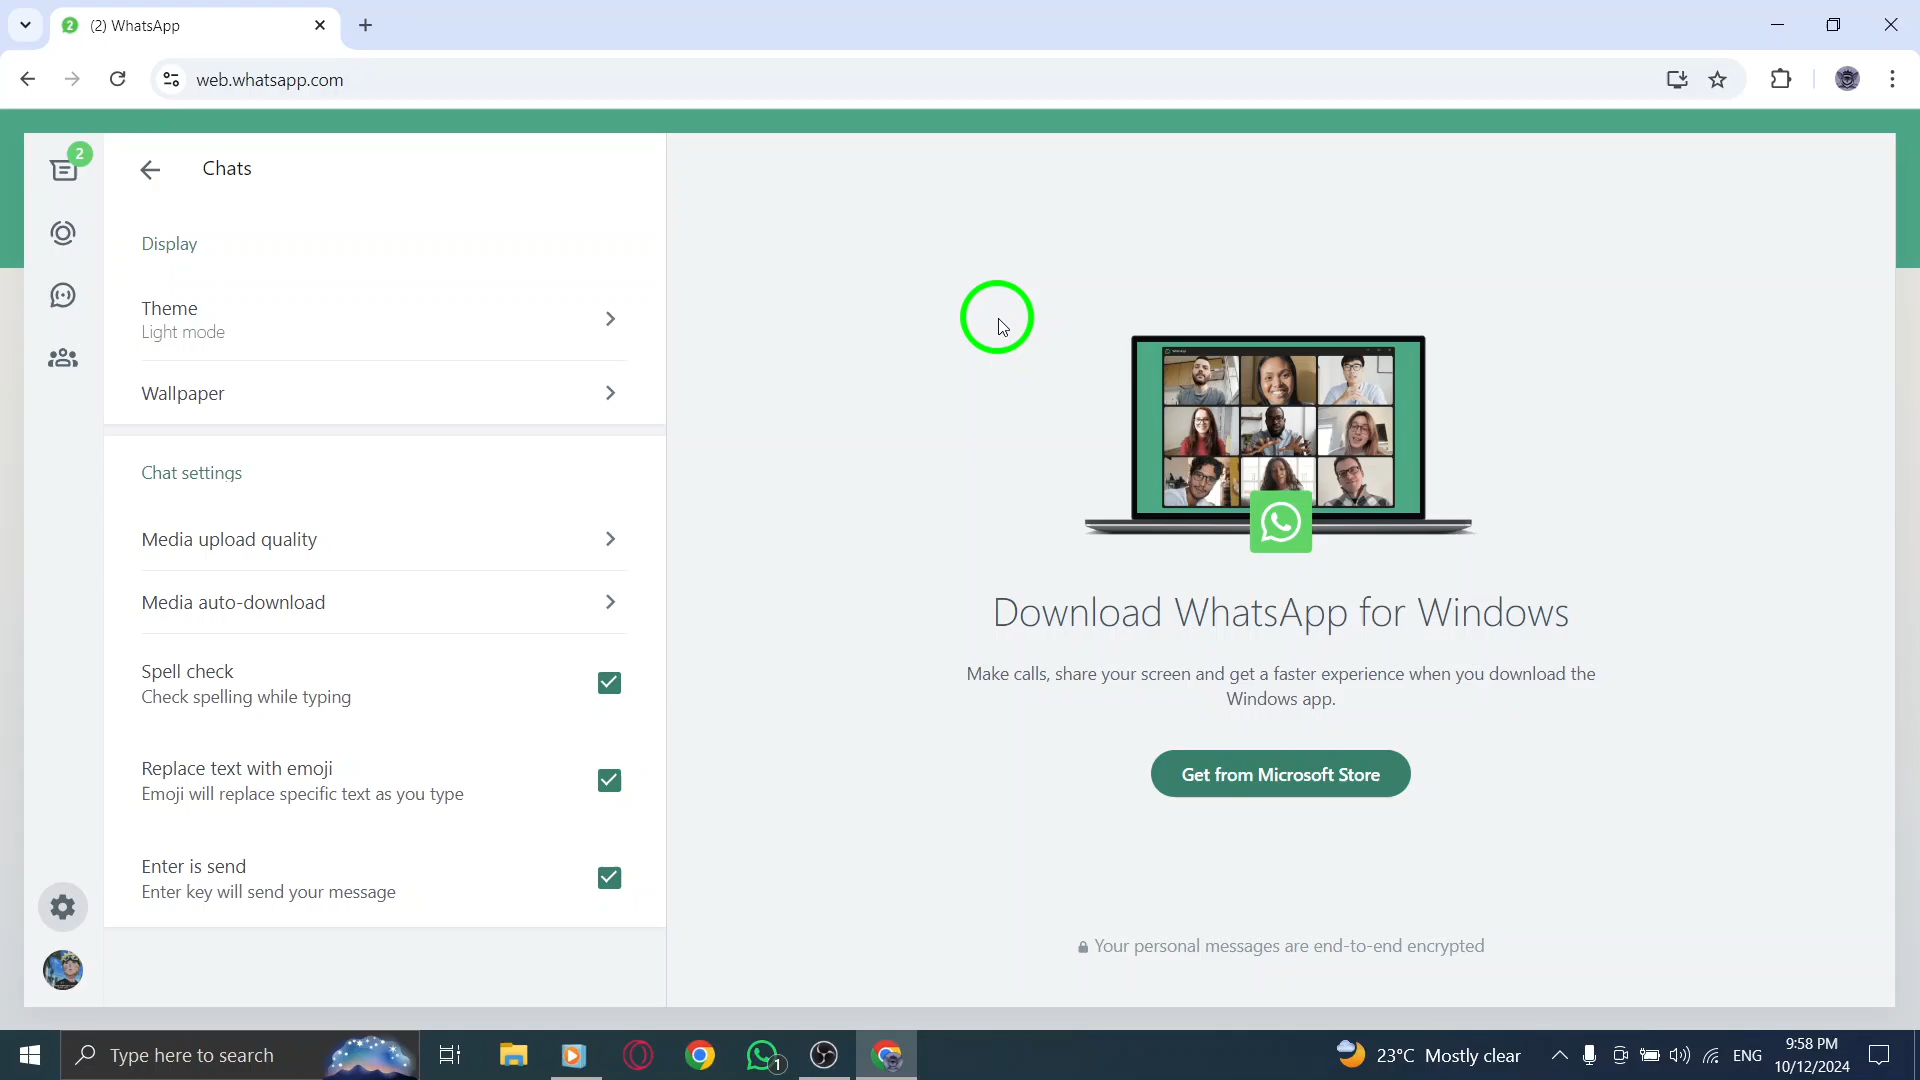 2
(2) WhatsApp
web.whatsapp.com
2
Chats
Display
Theme
Light mode
Wallpaper
Chat settings
Media upload quality
Media auto-download
Spell check
Check spelling while typing
Replace text with emoji
Emoji will replace specific text as you type
Enter is send
Enter key will send your message
Download WhatsApp for Windows
Make calls, share your screen and get a faster experience when you download the
Windows app.
Get from Microsoft Store
Your personal messages are end-to-end encrypted
Type here to search
1
23°C Mostly clear
ENG
9:58 PM
10/12/2024